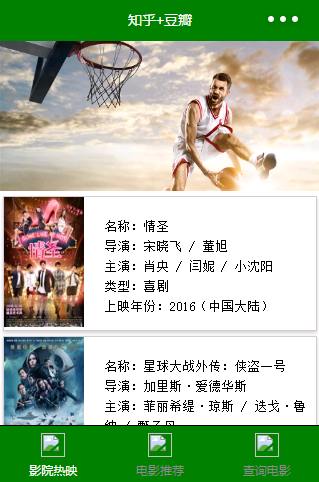 知乎+豆瓣
情圣
名称：情圣
导演：宋晓飞 / 董旭
主演：肖央 / 闫妮 / 小沈阳
类型：喜剧
上映年份：2016（中国大陆）
名称：星球大战外传：侠盗一号
导演：加里斯·爱德华斯
主演：菲丽希缇·琼斯 / 迭戈·鲁
纳 / 甄子丹
影院热映 电影推荐 查询电影